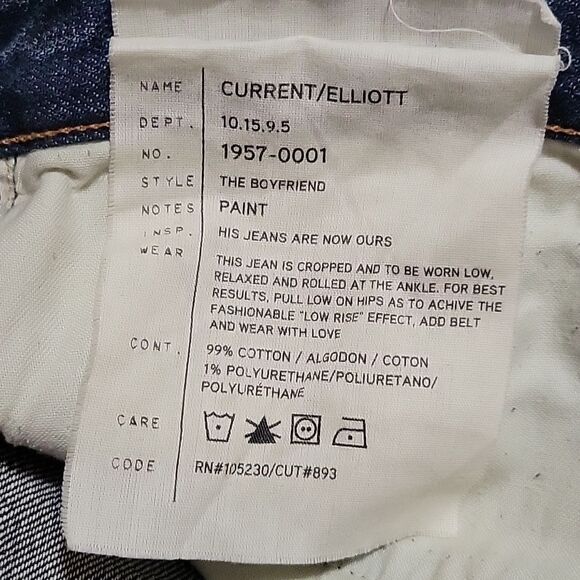 NAME CURRENT/ELLIOTT
DEPT. 10.15.9.5
NO. 1957-0001
STYLE THE BOYFRIEND
NOTES PAINT
INSP. HIS JEANS ARE NOW OURS
WEAR THIS JEAN IS CROPPED AND TO BE WORN LOW,
RELAXED AND ROLLED AT THE ANKLE. FOR BEST
RESULTS, PULL LOW ON HIPS AS TO ACHIVE THE
FASHIONABLE "LOW RISE" EFFECT, ADD BELT
AND WEAR WITH LOVE
CONT. 99% COTTON / ALGODON / COTON
1% POLYURETHANE/POLIURETANO/
POLYURÉTHANE
CARE
CODE RN#105230/CUT#893